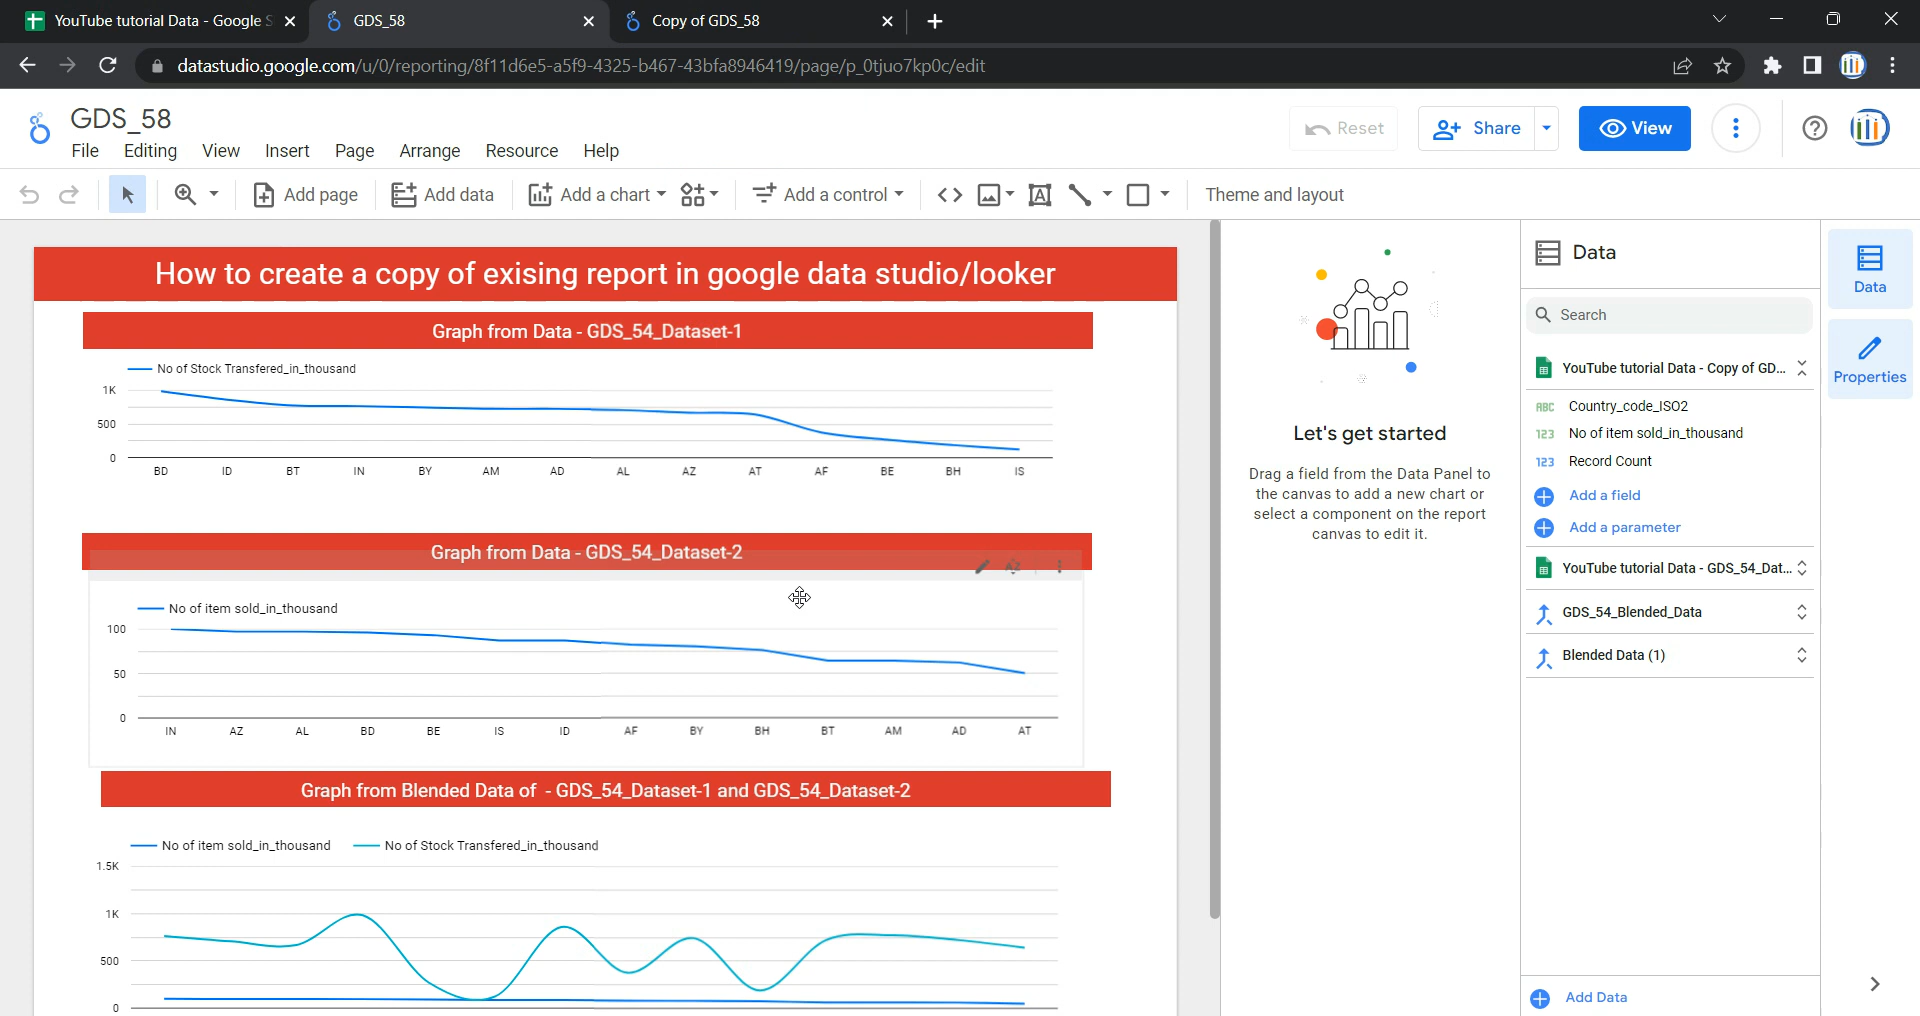 YouTube tutorial Data - Google S
GDS_58
Copy of GDS_58
datastudio.google.com/u/0/reporting/8f11d6e5-a5f9-4325-b467-43bfa8946419/page/p_0tjuo7kp0c/edit
GDS_58
File Editing View Insert Page Arrange Resource Help
Reset
Share
View
Add page
Add data
Add a chart
Add a control
Theme and layout
How to create a copy of exising report in google data studio/looker
Graph from Data - GDS_54_Dataset-1
No of Stock Transfered_in_thousand
1K
500
0
BD ID BT IN BY AM AD AL AZ AT AF BE BH IS
Graph from Data - GDS_54_Dataset-2
No of item sold_in_thousand
100
50
0
IN AZ AL BD BE IS ID AF BY BH BT AM AD AT
Graph from Blended Data of - GDS_54_Dataset-1 and GDS_54_Dataset-2
No of item sold_in_thousand No of Stock Transfered_in_thousand
1.5K
1K
500
0
Let's get started
Drag a field from the Data Panel to
the canvas to add a new chart or
select a component on the report
canvas to edit it.
Data
Search
YouTube tutorial Data - Copy of GD...
ABC Country_code_ISO2
123 No of item sold_in_thousand
123 Record Count
Add a field
Add a parameter
YouTube tutorial Data - GDS_54_Dat...
GDS_54_Blended_Data
Blended Data (1)
Add Data
Data
Properties